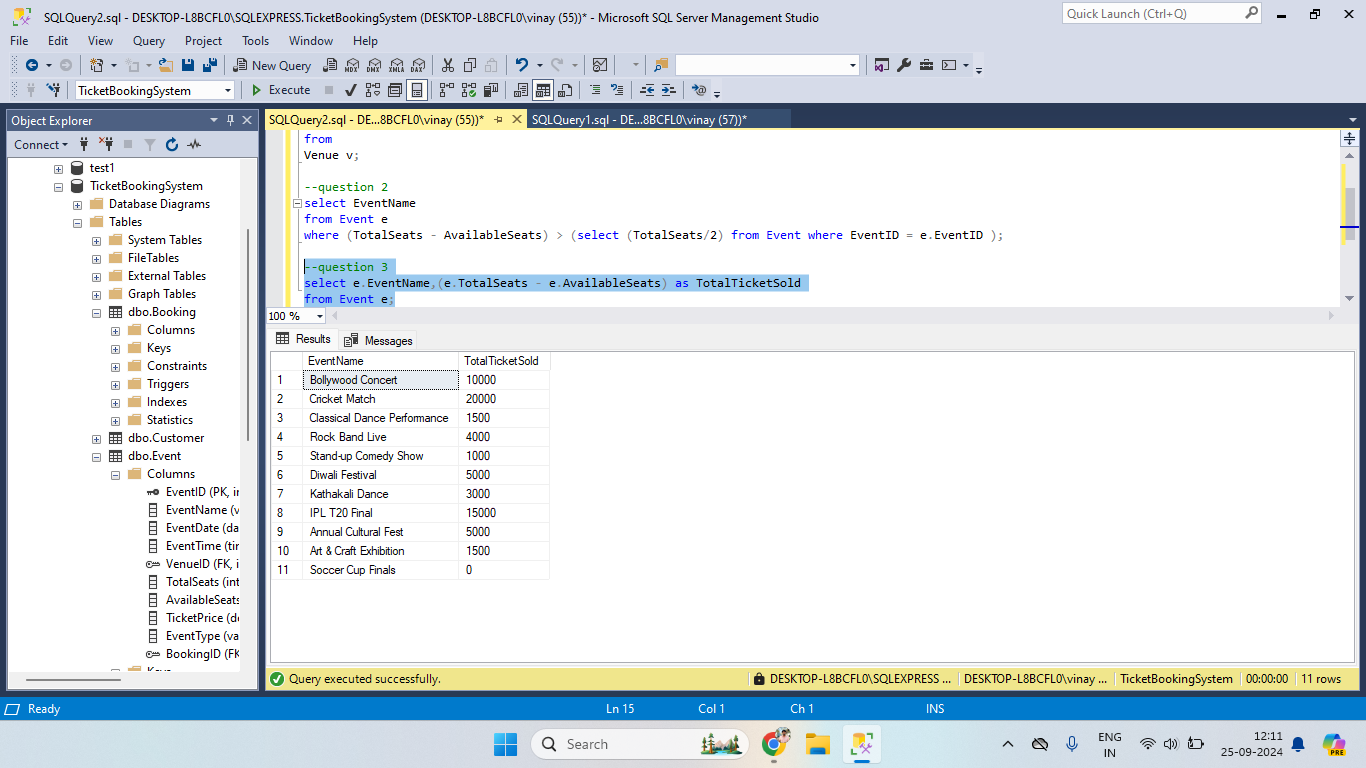 SQLQuery2.sql - DESKTOP-L8BCFL0\SQLEXPRESS.TicketBookingSystem (DESKTOP-L8BCFL0\vinay (55))* - Microsoft SQL Server Management Studio
Quick Launch (Ctrl+Q)
File Edit View Query Project Tools Window Help
New Query MDX DMX XMLA DAX
TicketBookingSystem Execute
Object Explorer
Connect
test1
TicketBookingSystem
Database Diagrams
Tables
System Tables
FileTables
External Tables
Graph Tables
dbo.Booking
Columns
Keys
Constraints
Triggers
Indexes
Statistics
dbo.Customer
dbo.Event
Columns
EventID (PK, i
EventName (v
EventDate (da
EventTime (tir
VenueID (FK, i
TotalSeats (int
AvailableSeats
TicketPrice (de
EventType (va
BookingID (FK
Keys
SQLQuery2.sql - DE...8BCFL0\vinay (55))* SQLQuery1.sql - DE...8BCFL0\vinay (57))*
from
Venue v;
--question 2
select EventName
from Event e
where (TotalSeats - AvailableSeats) > (select (TotalSeats/2) from Event where EventID = e.EventID );
--question 3
select e.EventName,(e.TotalSeats - e.AvailableSeats) as TotalTicketSold
from Event e;
100 %
Results Messages
EventName TotalTicketSold
1 Bollywood Concert 10000
2 Cricket Match 20000
3 Classical Dance Performance 1500
4 Rock Band Live 4000
5 Stand-up Comedy Show 1000
6 Diwali Festival 5000
7 Kathakali Dance 3000
8 IPL T20 Final 15000
9 Annual Cultural Fest 5000
10 Art & Craft Exhibition 1500
11 Soccer Cup Finals 0
Query executed successfully. DESKTOP-L8BCFL0\SQLEXPRESS ... DESKTOP-L8BCFL0\vinay ... TicketBookingSystem 00:00:00 11 rows
Ready Ln 15 Col 1 Ch 1 INS
Search
ENG
IN
12:11
25-09-2024
PRE